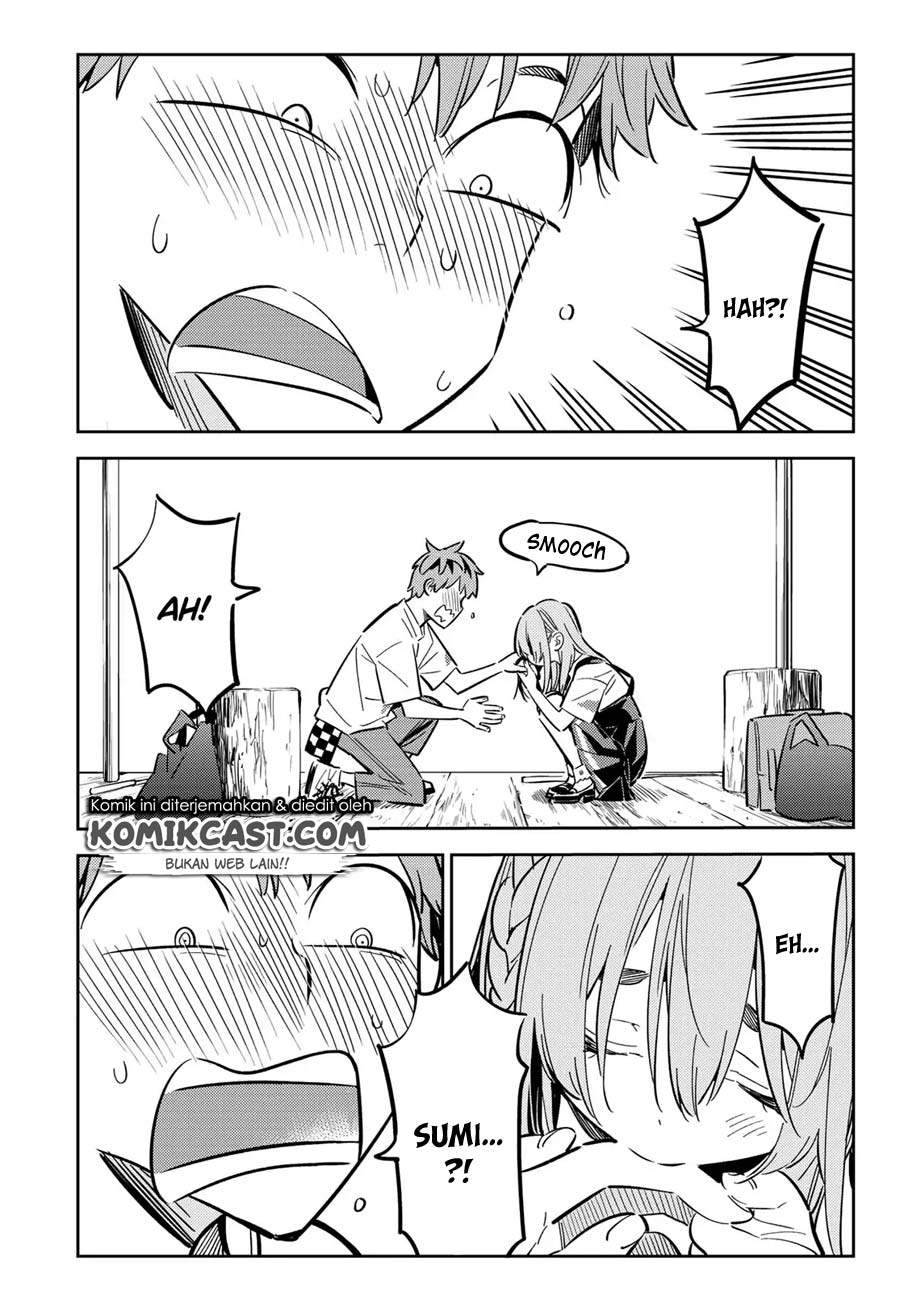 HAH?!
SMOOCH
AH!
Komik ini diterjemahkan & diedit oleh
KOMIKCAST.COM
BUKAN WEB LAIN!!
EH...
SUMI...
?!